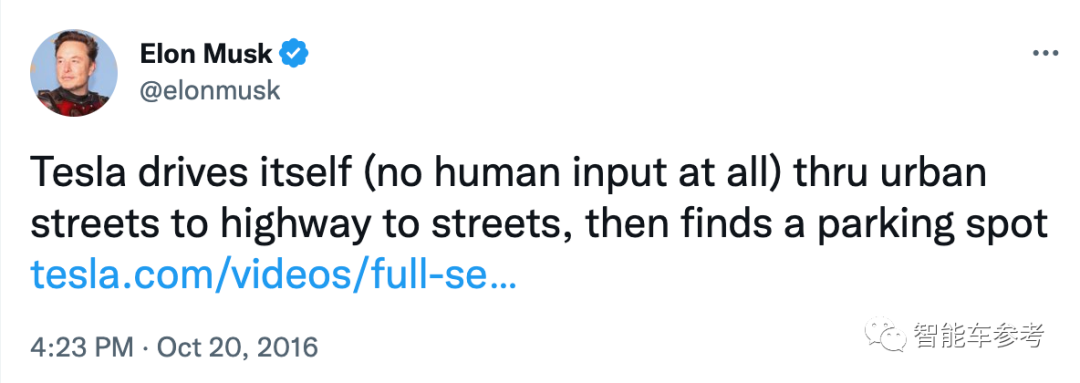 Elon Musk
@elonmusk
Tesla drives itself (no human input at all) thru urban
streets to highway to streets, then finds a parking spot
tesla.com/videos/full-se...
4:23 PM · Oct 20, 2016
智能车参考